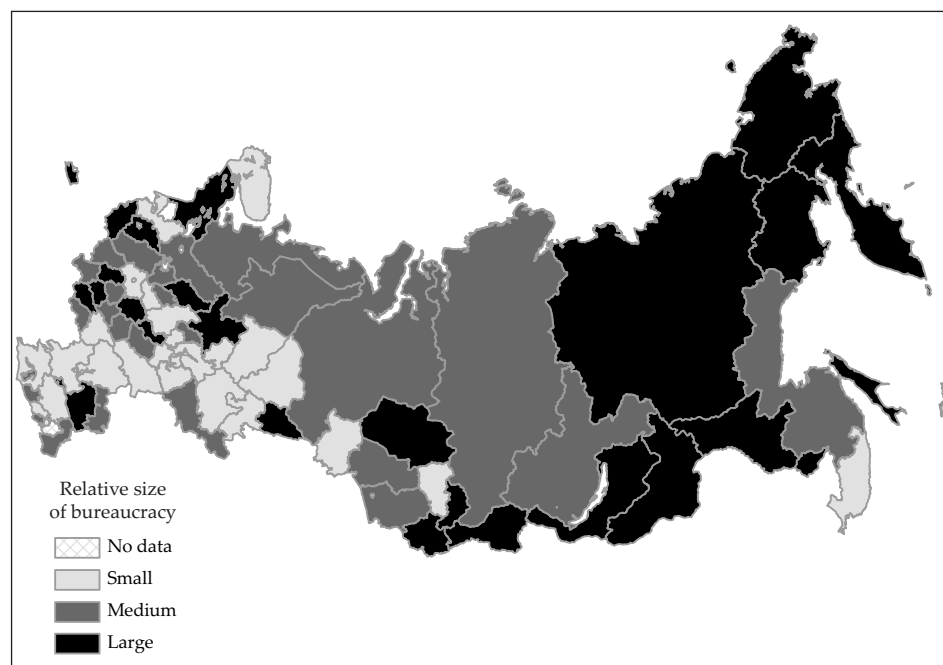 Relative size
of bureaucracy
No data
Small
Medium
Large